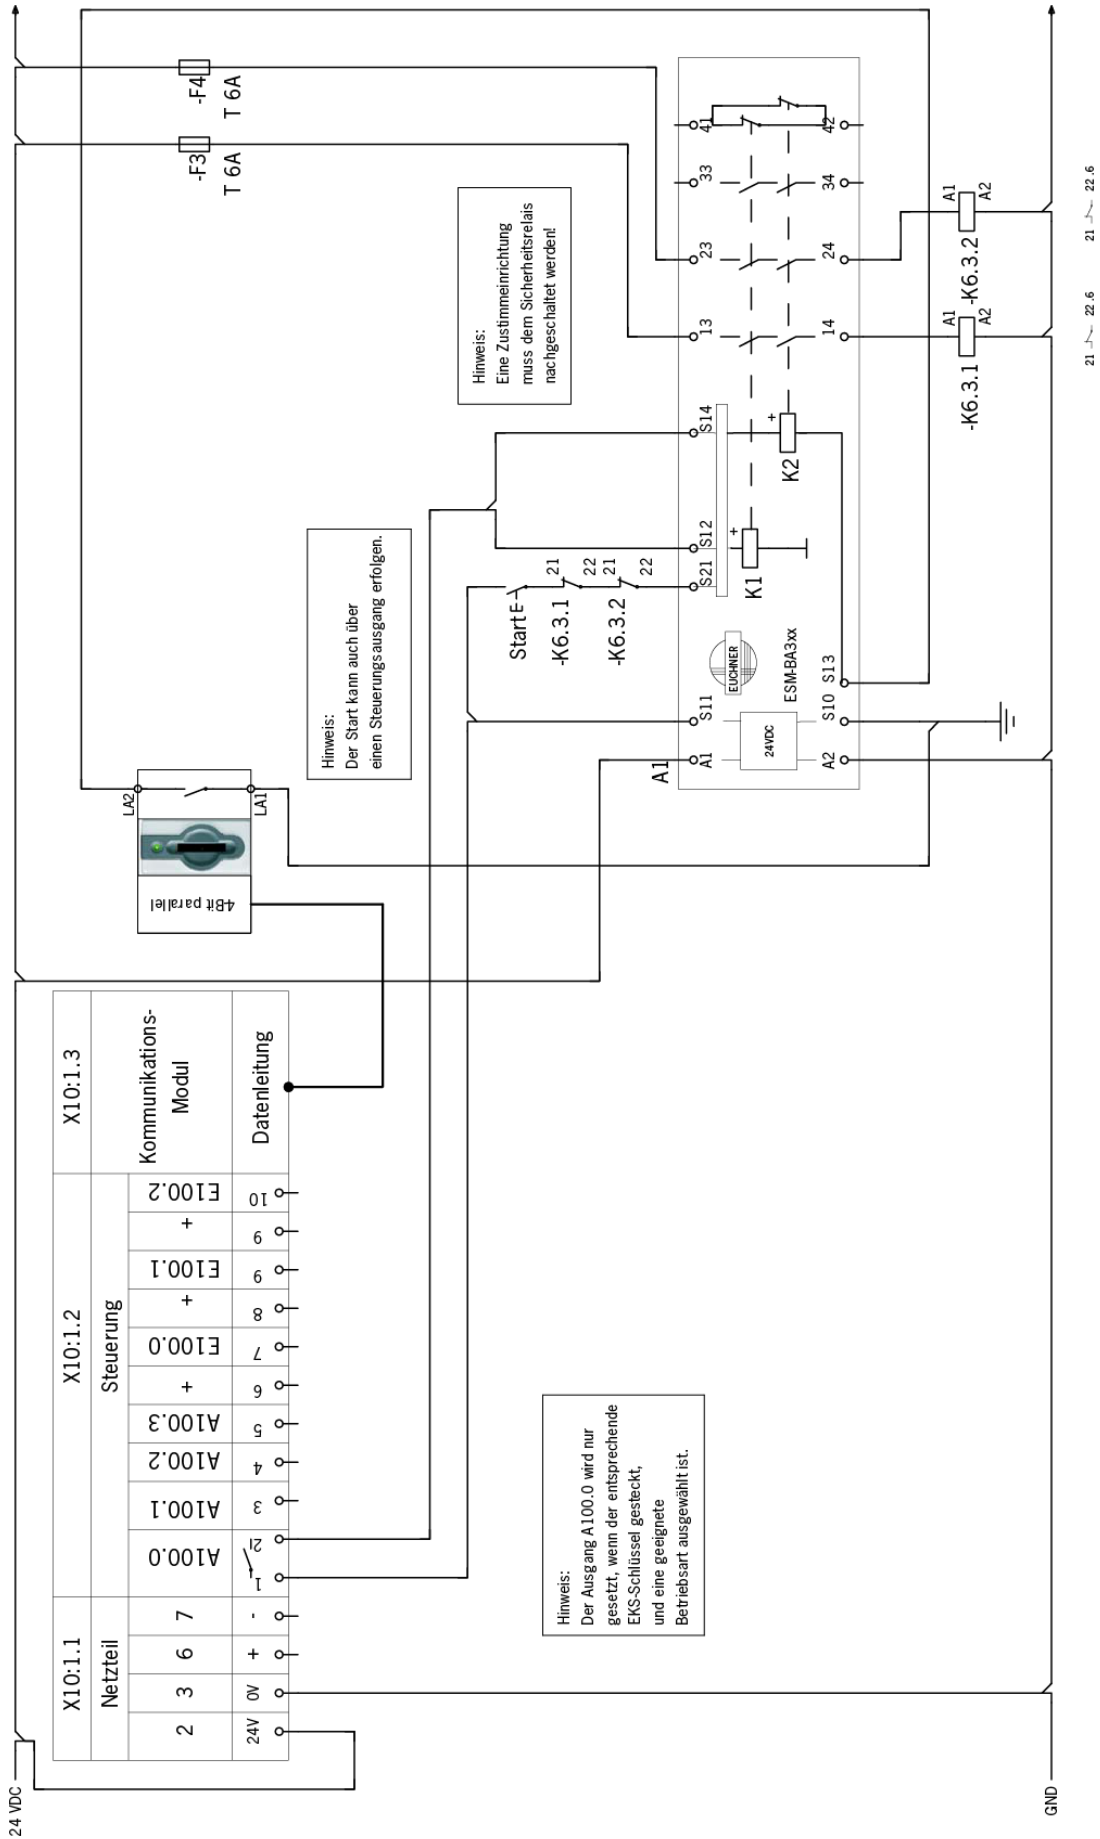 24 VDC
GND
X10:1.1
X10:1.2
X10:1.3
Netzteil
Steuerung
Kommunikations-
Modul
2
3
6
7
A100.0
A100.1
A100.2
A100.3
+
E100.0
+
E100.1
+
E100.2
24V
0V
+
-
1
2I
3
4
5
6
7
8
9
9
10
Datenleitung
4-Bit parallel
LA2
LA1
-F3
T 6A
-F4
T 6A
Hinweis:
Der Start kann auch über
einen Steuerungsausgang erfolgen.
Hinweis:
Eine Zustimmeinrichtung
muss dem Sicherheitsrelais
nachgeschaltet werden!
Hinweis:
Der Ausgang A100.0 wird nur
gesetzt, wenn der entsprechende
EKS-Schlüssel gesteckt,
und eine geeignete
Betriebsart ausgewählt ist.
Start E
-K6.3.1
21
22
-K6.3.2
21
22
A1
A1
S11
S21
S12
S14
13
23
33
41
24VDC
EUCHNER
ESM-BA3xx
K1
+
K2
+
A2
S10
S13
14
24
34
42
-K6.3.1
A1
A2
-K6.3.2
A1
A2
21
22.6
21
22.6